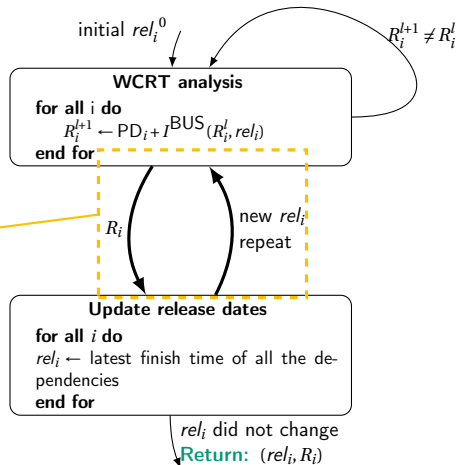 initial rel_i^0
R_i^{l+1} ≠ R_i^l
WCRT analysis
for all i do
R_i^{l+1} ← PD_i + I^{BUS}(R_i^l, rel_i)
end for
R_i
new rel_i
repeat
Update release dates
for all i do
rel_i ← latest finish time of all the de-
pendencies
end for
rel_i did not change
Return: (rel_i, R_i)